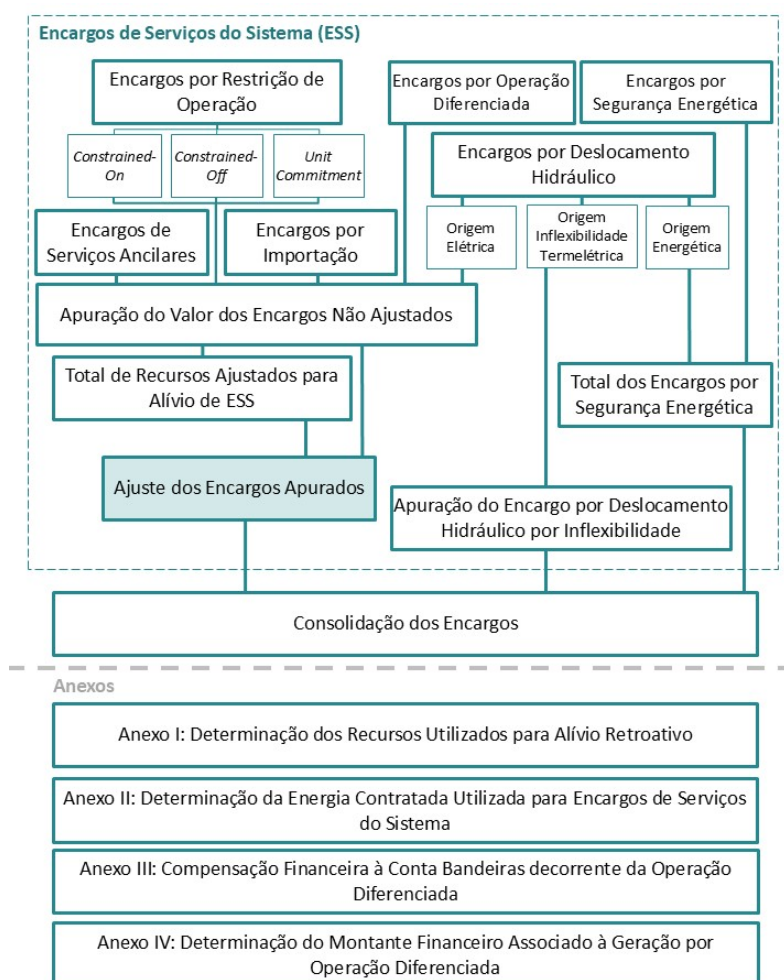 Encargos de Serviços do Sistema (ESS)
Encargos por Restrição de
Operação
Encargos por Operação
Diferenciada
Encargos por
Segurança Energética
Constrained-
On
Constrained-
Off
Unit
Commitment
Encargos por Deslocamento
Hidráulico
Encargos de
Serviços Ancilares
Encargos por
Importação
Origem
Elétrica
Origem
Inflexibilidade
Termelétrica
Origem
Energética
Apuração do Valor dos Encargos Não Ajustados
Total de Recursos Ajustados para
Alívio de ESS
Total dos Encargos por
Segurança Energética
Ajuste dos Encargos Apurados
Apuração do Encargo por Deslocamento
Hidráulico por Inflexibilidade
Consolidação dos Encargos
Anexos
Anexo I: Determinação dos Recursos Utilizados para Alívio Retroativo
Anexo II: Determinação da Energia Contratada Utilizada para Encargos de Serviços
do Sistema
Anexo III: Compensação Financeira à Conta Bandeiras decorrente da Operação
Diferenciada
Anexo IV: Determinação do Montante Financeiro Associado à Geração por
Operação Diferenciada